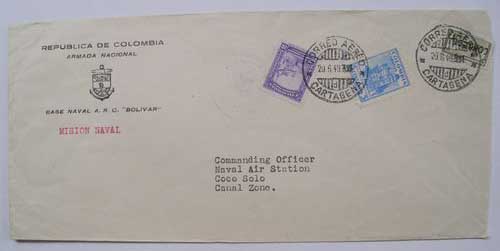 REPUBLICA DE COLOMBIA
ARMADA NACIONAL
BASE NAVAL A. R. C. "BOLIVAR"
MISION NAVAL
CORREO AEREO
CARTAGENA
CORREO AEREO
CARTAGENA
Commanding Officer
Naval Air Station
Coco Solo
Canal Zone.